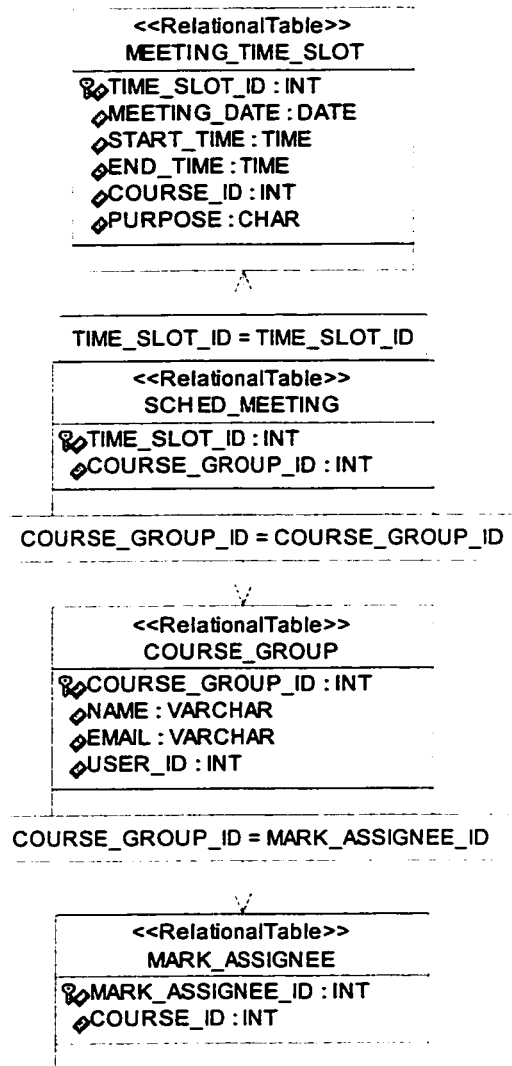 <<RelationalTable>>
MEETING_TIME_SLOT
TIME_SLOT_ID : INT
MEETING_DATE : DATE
START_TIME : TIME
END_TIME : TIME
COURSE_ID : INT
PURPOSE : CHAR
TIME_SLOT_ID = TIME_SLOT_ID
<<RelationalTable>>
SCHED_MEETING
TIME_SLOT_ID : INT
COURSE_GROUP_ID : INT
COURSE_GROUP_ID = COURSE_GROUP_ID
<<RelationalTable>>
COURSE_GROUP
COURSE_GROUP_ID : INT
NAME : VARCHAR
EMAIL : VARCHAR
USER_ID : INT
COURSE_GROUP_ID = MARK_ASSIGNEE_ID
<<RelationalTable>>
MARK_ASSIGNEE
MARK_ASSIGNEE_ID : INT
COURSE_ID : INT